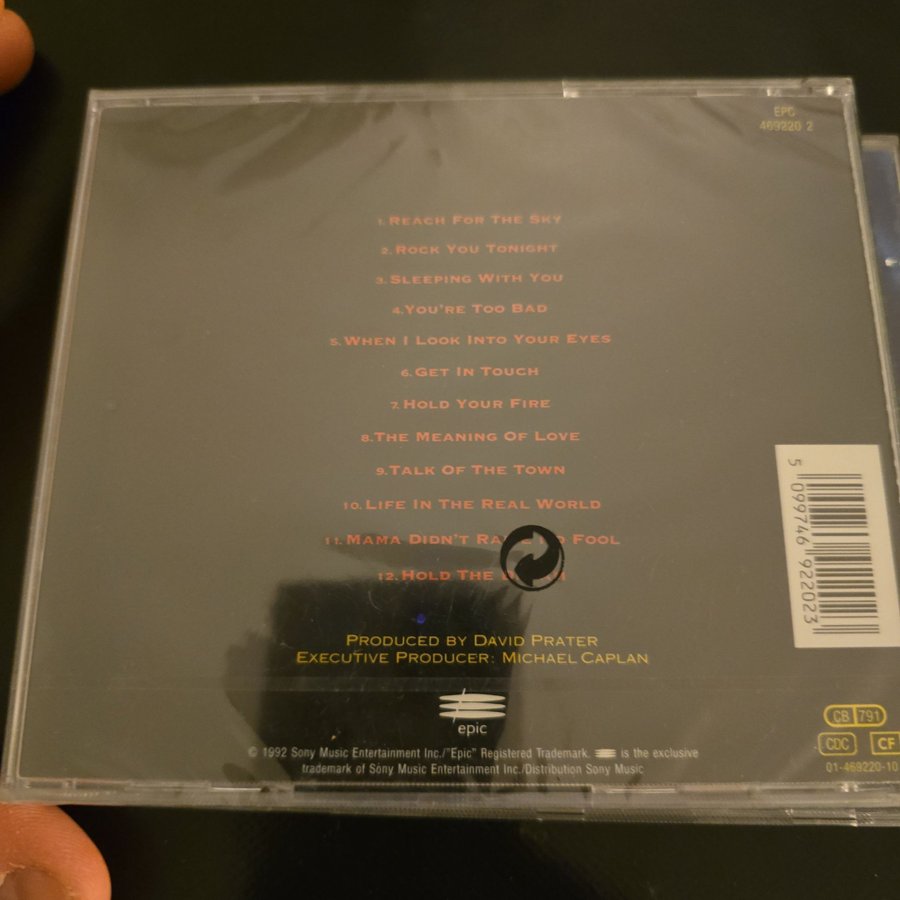 EPC
469220 2
1. REACH FOR THE SKY
2. ROCK YOU TONIGHT
3. SLEEPING WITH YOU
4. YOU'RE TOO BAD
5. WHEN I LOOK INTO YOUR EYES
6. GET IN TOUCH
7. HOLD YOUR FIRE
8. THE MEANING OF LOVE
9. TALK OF THE TOWN
10. LIFE IN THE REAL WORLD
11. MAMA DIDN'T FOOL
12. HOLD THE
5 099746 922023
PRODUCED BY DAVID PRATER
EXECUTIVE PRODUCER: MICHAEL CAPLAN
epic
© 1992 Sony Music Entertainment Inc./"Epic" Registered Trademark. is the exclusive
trademark of Sony Music Entertainment Inc./Distribution Sony Music
CB 791
CDC CF
01-469220-10